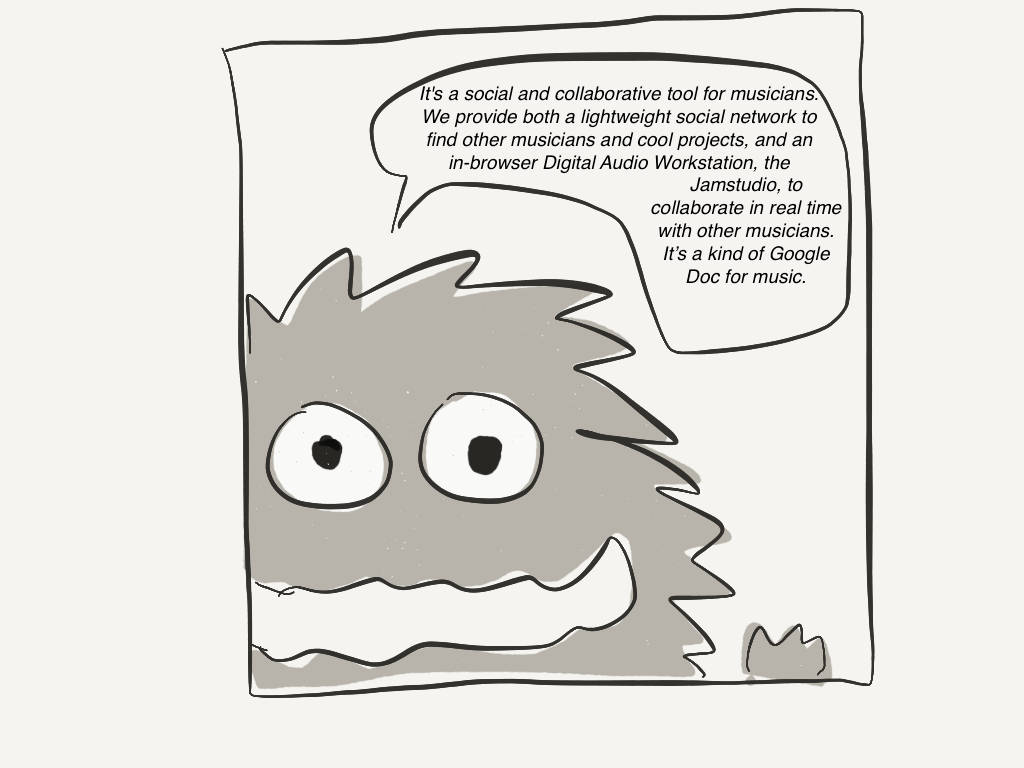 It's a social and collaborative tool for musicians.
We provide both a lightweight social network to
find other musicians and cool projects, and an
in-browser Digital Audio Workstation, the
Jamstudio, to
collaborate in real time
with other musicians.
It's a kind of Google
Doc for music.